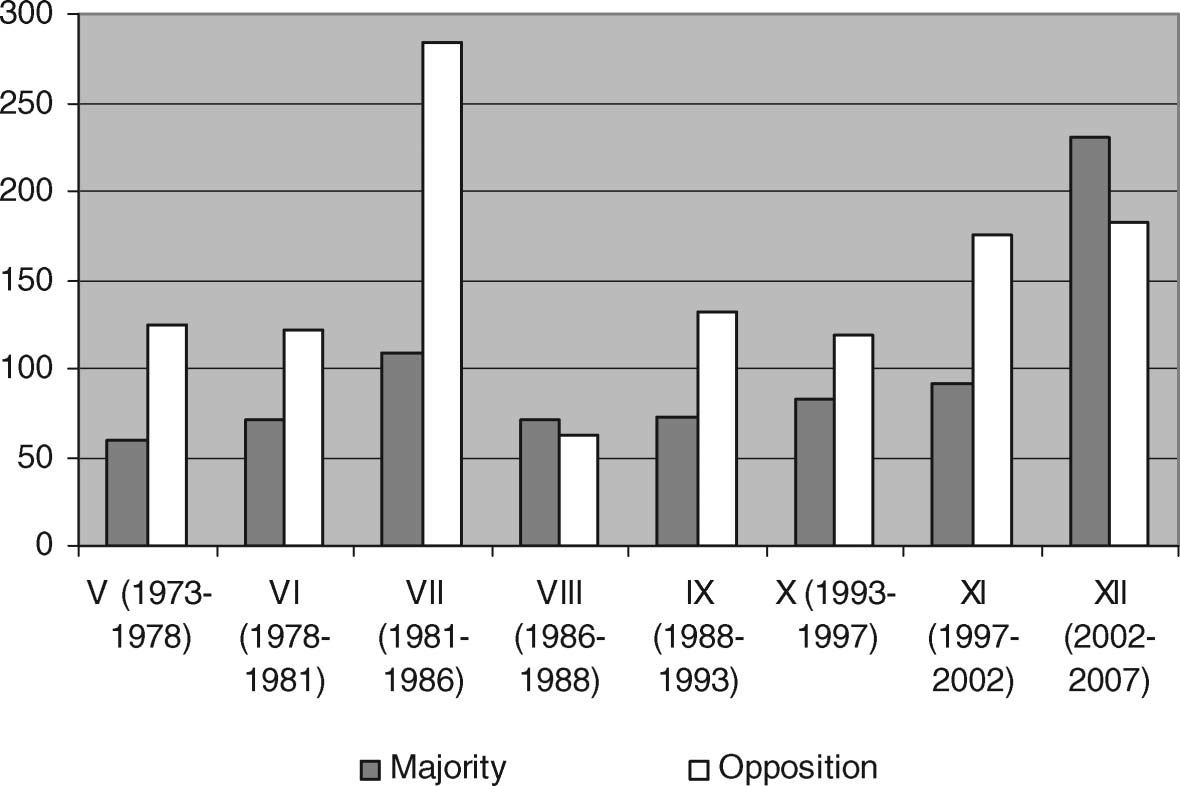 300
250
200
150
100
50
0
V (1973-
1978)
VI
(1978-
1981)
VII
(1981-
1986)
VIII
(1986-
1988)
IX
(1988-
1993)
X (1993-
1997)
XI
(1997-
2002)
XII
(2002-
2007)
Majority
Opposition